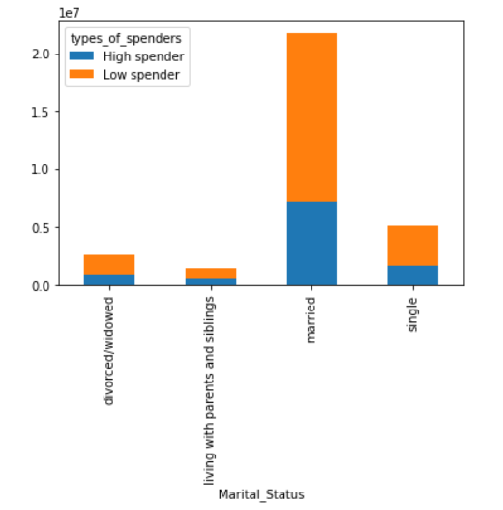 1e7
types_of_spenders
High spender
Low spender
2.0
1.5
1.0
0.5
0.0
divorced/widowed
living with parents and siblings
married
single
Marital_Status